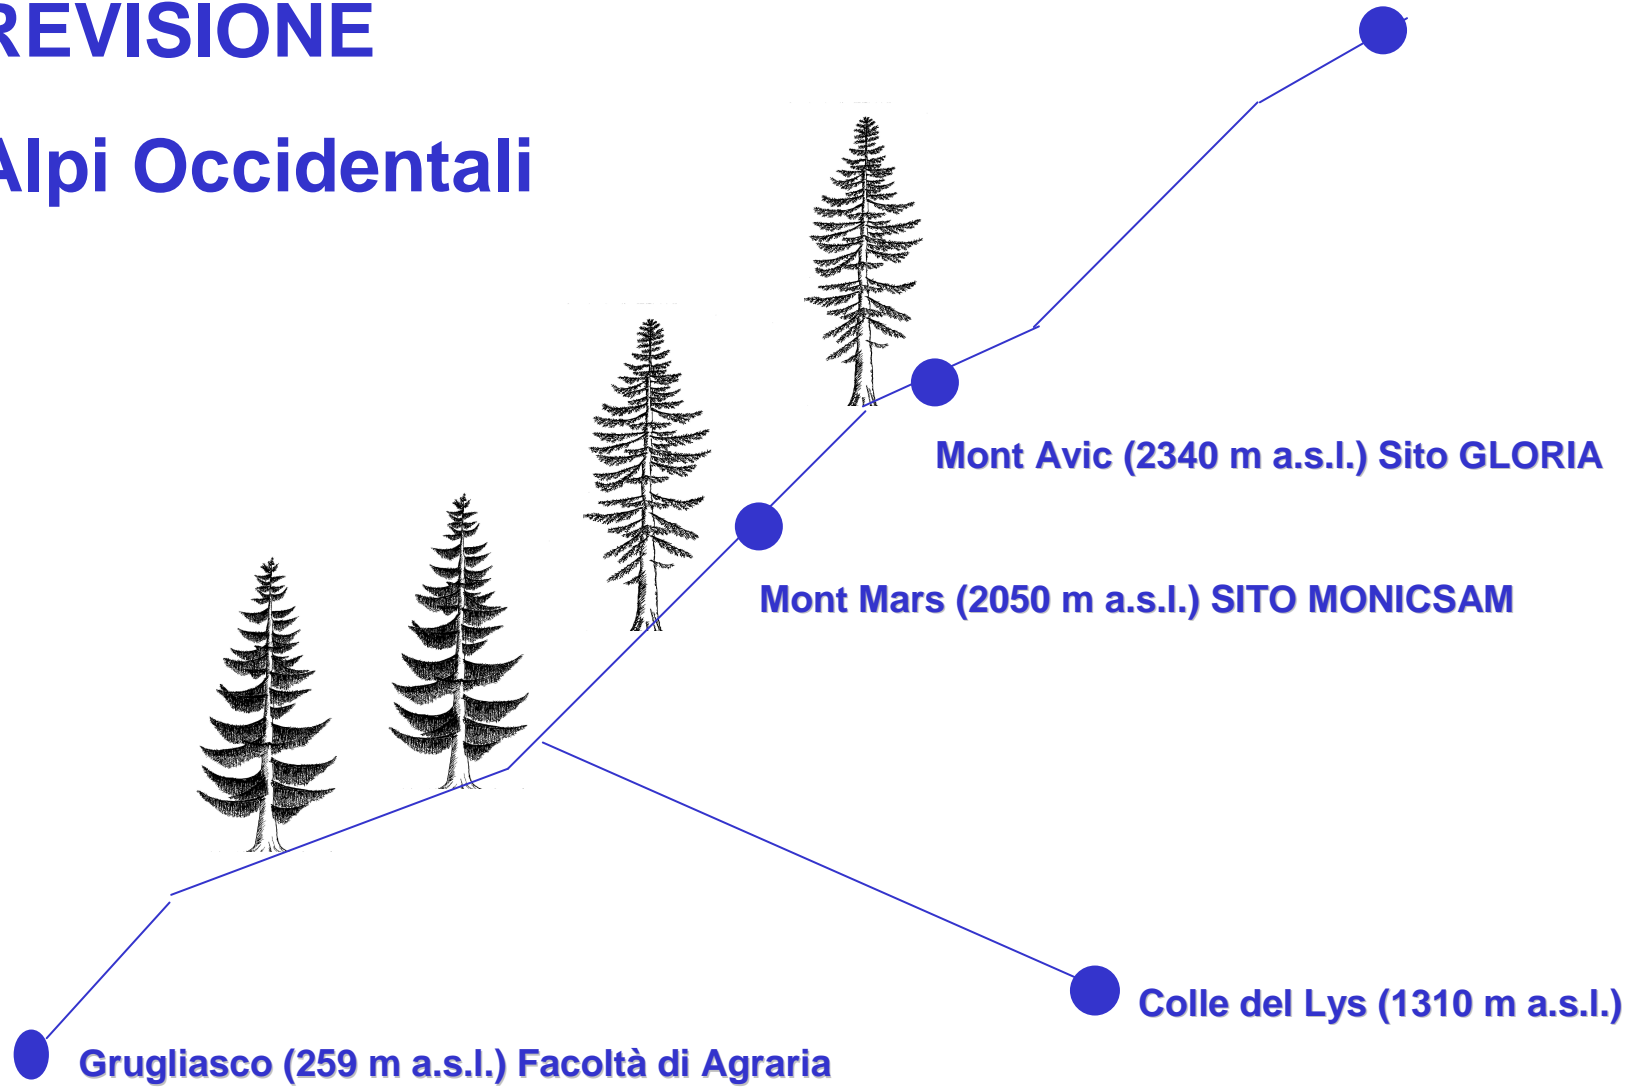 REVISIONE
Alpi Occidentali
Mont Avic (2340 m a.s.l.) Sito GLORIA
Mont Mars (2050 m a.s.l.) SITO MONICSAM
Colle del Lys (1310 m a.s.l.)
Grugliasco (259 m a.s.l.) Facoltà di Agraria